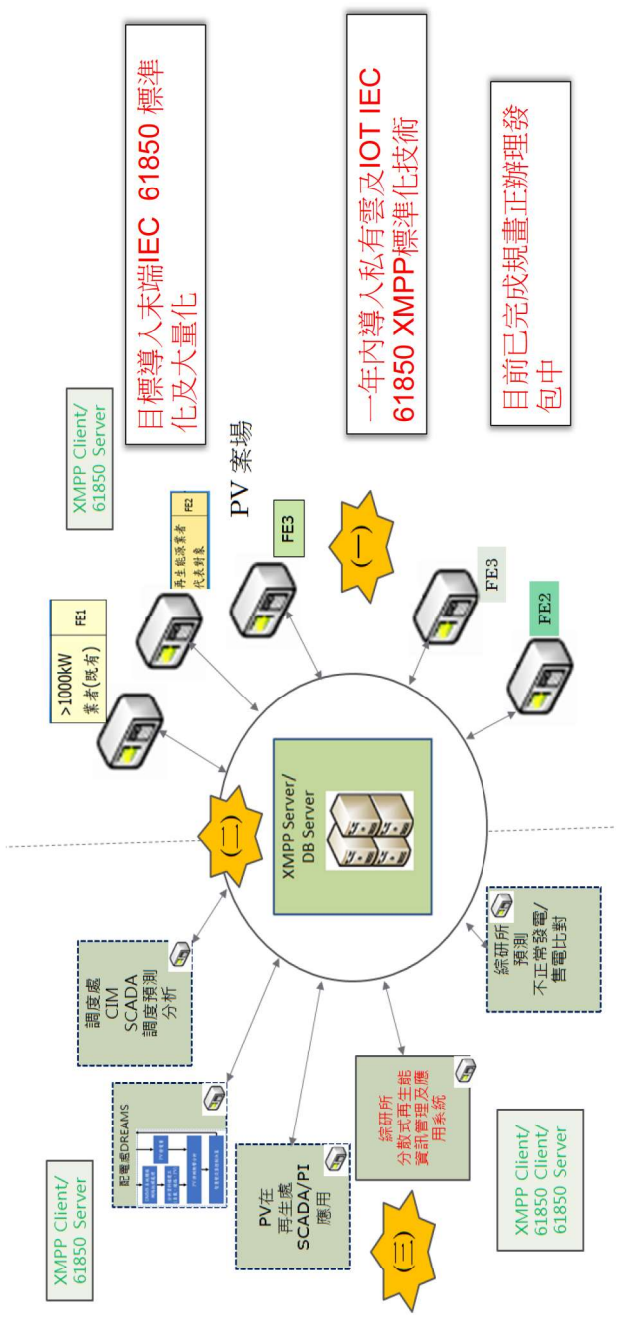 XMPP Client/
61850 Server
調度處
CIM
SCADA
調度預測
分析
配電處DREAMS
PV在
再生處
SCADA/PI
應用
綜研所
分散式再生能
資訊管理及應
用系統
綜研所
預測
不正常發電/
售電比對
(三)
XMPP Client/
61850 Client/
61850 Server
(二)
XMPP Server/
DB Server
>1000kW
業者(既有)
FE1
再生能源業者
代表對象
FE2
PV 案場
FE3
(一)
FE3
FE2
XMPP Client/
61850 Server
目標導入末端IEC 61850 標準
化及大量化
一年內導入私有雲及IOT IEC
61850 XMPP標準化技術
目前已完成規畫正辦理發
包中